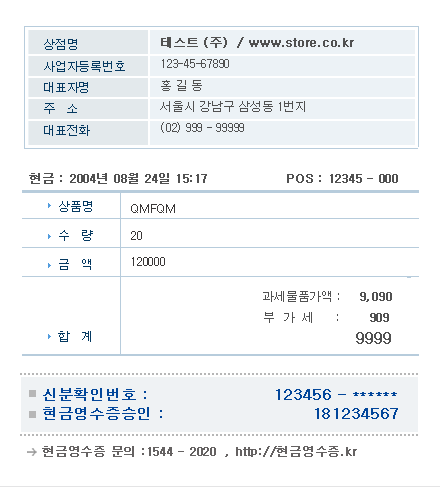 상점명 테스트 (주) / www.store.co.kr
사업자등록번호 123-45-67890
대표자명 홍 길 동
주 소 서울시 강남구 삼성동 1번지
대표전화 (02) 999 - 99999
현금 : 2004년 08월 24일 15:17 POS : 12345 - 000
상품명 QMFQM
수 량 20
금 액 120000
과세물품가액 : 9,090
부 가 세 : 909
합 계 9999
신분확인번호 : 123456 - ******
현금영수증승인 : 181234567
→ 현금영수증 문의 :1544 - 2020 , http://현금영수증.kr